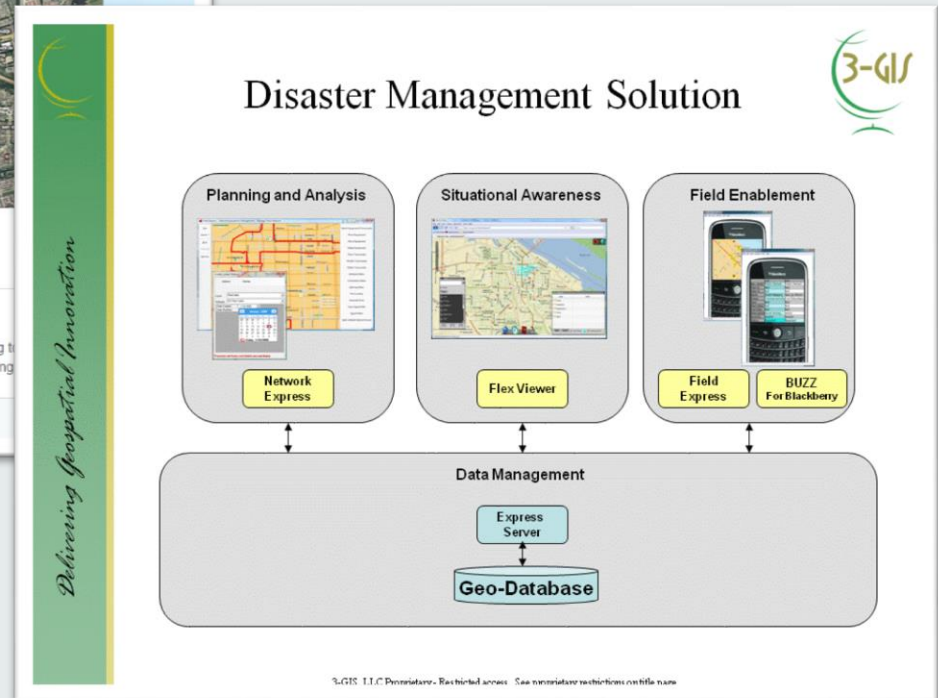 3-GIS
Disaster Management Solution
Delivering Geospatial Innovation
Planning and Analysis
Network
Express
Situational Awareness
Flex Viewer
Field Enablement
Field
Express
BUZZ
For Blackberry
Data Management
Express
Server
Geo-Database
3-GIS, LLC Proprietary - Restricted access. See proprietary restrictions on title page